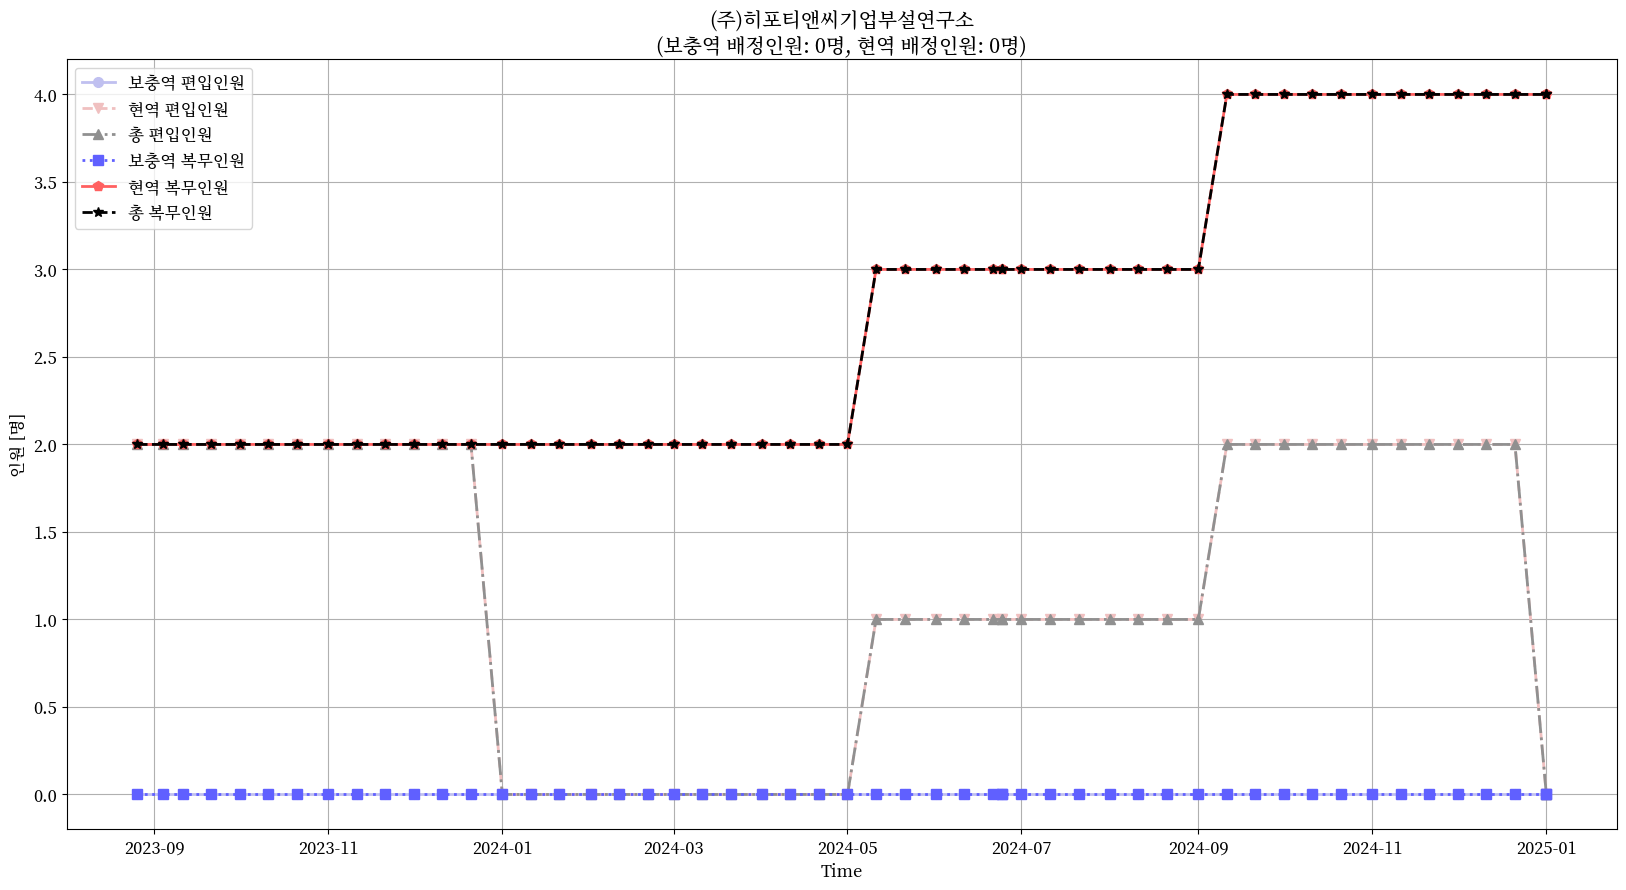 (주)히포티앤씨기업부설연구소
(보충역 배정인원: 0명, 현역 배정인원: 0명)
보충역 편입인원
현역 편입인원
총 편입인원
보충역 복무인원
현역 복무인원
총 복무인원
4.0
3.5
3.0
2.5
2.0
1.5
1.0
0.5
0.0
인원 [명]
2023-09
2023-11
2024-01
2024-03
2024-05
2024-07
2024-09
2024-11
2025-01
Time